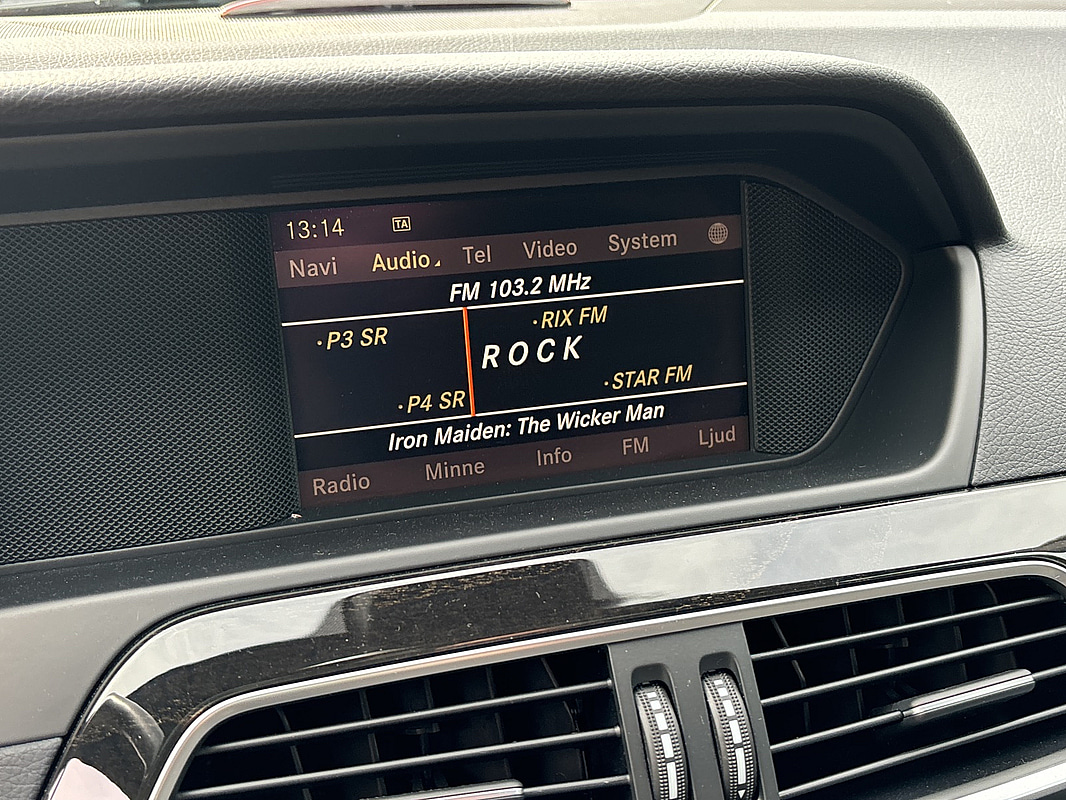 13:14 TA
Navi Audio Tel Video System
FM 103.2 MHz
·P3 SR ·RIX FM
ROCK
·P4 SR ·STAR FM
Iron Maiden: The Wicker Man
Radio Minne Info FM Ljud